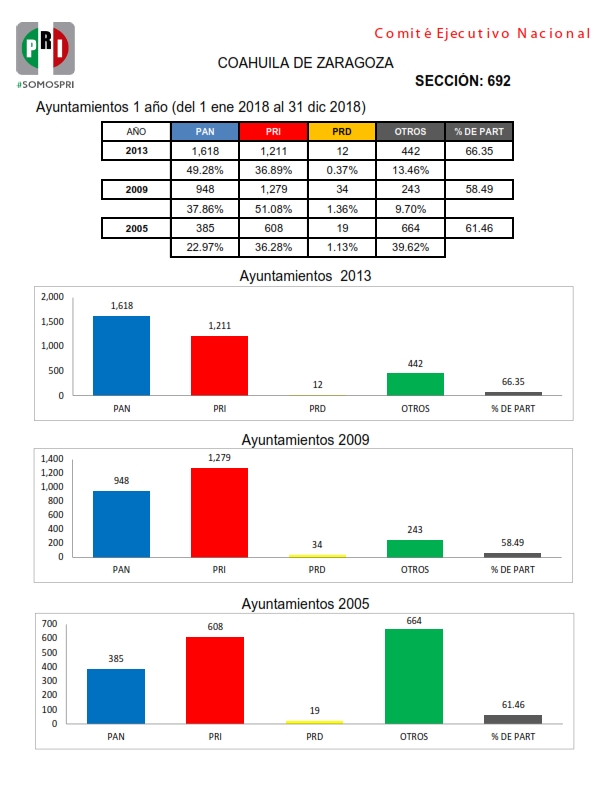 Comité Ejecutivo Nacional
PRI
#SOMOSPRI
COAHUILA DE ZARAGOZA
SECCIÓN: 692
Ayuntamientos 1 año (del 1 ene 2018 al 31 dic 2018)
AÑO PAN PRI PRD OTROS % DE PART
2013 1,618 1,211 12 442 66.35
49.28% 36.89% 0.37% 13.46%
2009 948 1,279 34 243 58.49
37.86% 51.08% 1.36% 9.70%
2005 385 608 19 664 61.46
22.97% 36.28% 1.13% 39.62%
Ayuntamientos 2013
2,000
1,500
1,000
500
0
1,618
1,211
12
442
66.35
PAN PRI PRD OTROS % DE PART
Ayuntamientos 2009
1,400
1,200
1,000
800
600
400
200
0
948
1,279
34
243
58.49
PAN PRI PRD OTROS % DE PART
Ayuntamientos 2005
700
600
500
400
300
200
100
0
385
608
19
664
61.46
PAN PRI PRD OTROS % DE PART